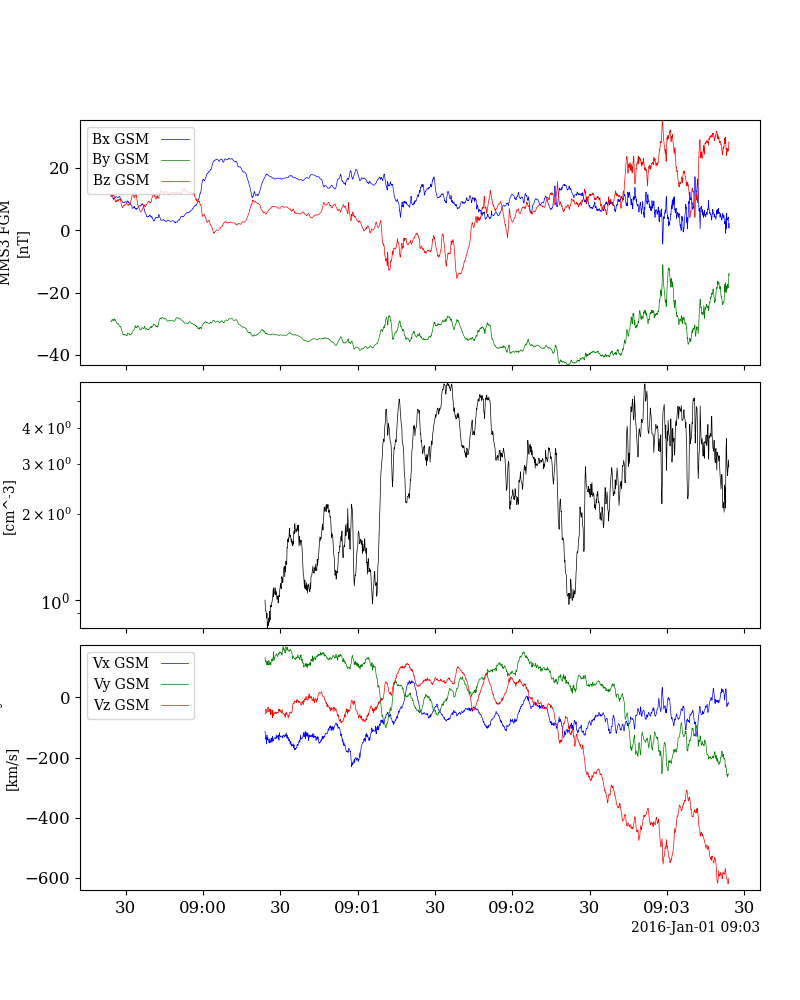 MMS3 FGM
[nT]
Bx GSM
By GSM
Bz GSM
20
0
−20
−40
[cm^-3]
4 × 10⁰
3 × 10⁰
2 × 10⁰
10⁰
[km/s]
Vx GSM
Vy GSM
Vz GSM
0
−200
−400
−600
30 09:00 30 09:01 30 09:02 30 09:03 30
2016-Jan-01 09:03